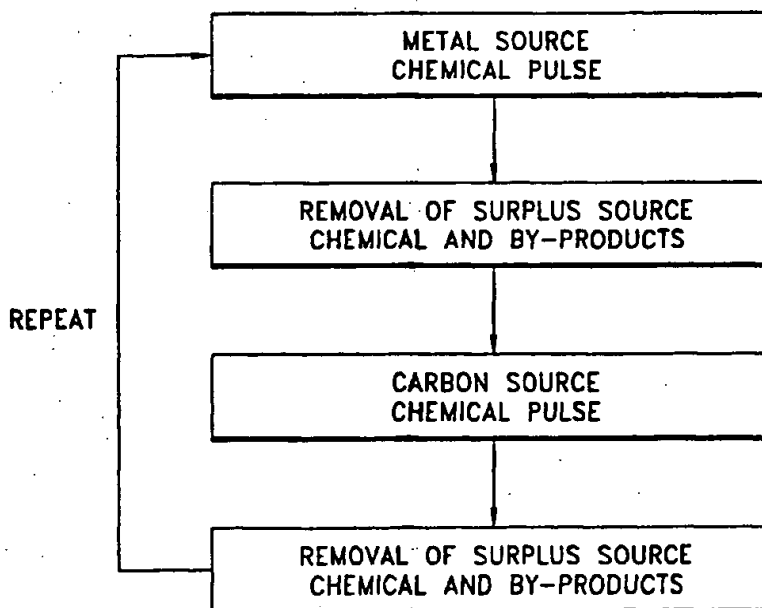 METAL SOURCE
CHEMICAL PULSE
REMOVAL OF SURPLUS SOURCE
CHEMICAL AND BY-PRODUCTS
REPEAT
CARBON SOURCE
CHEMICAL PULSE
REMOVAL OF SURPLUS SOURCE
CHEMICAL AND BY-PRODUCTS